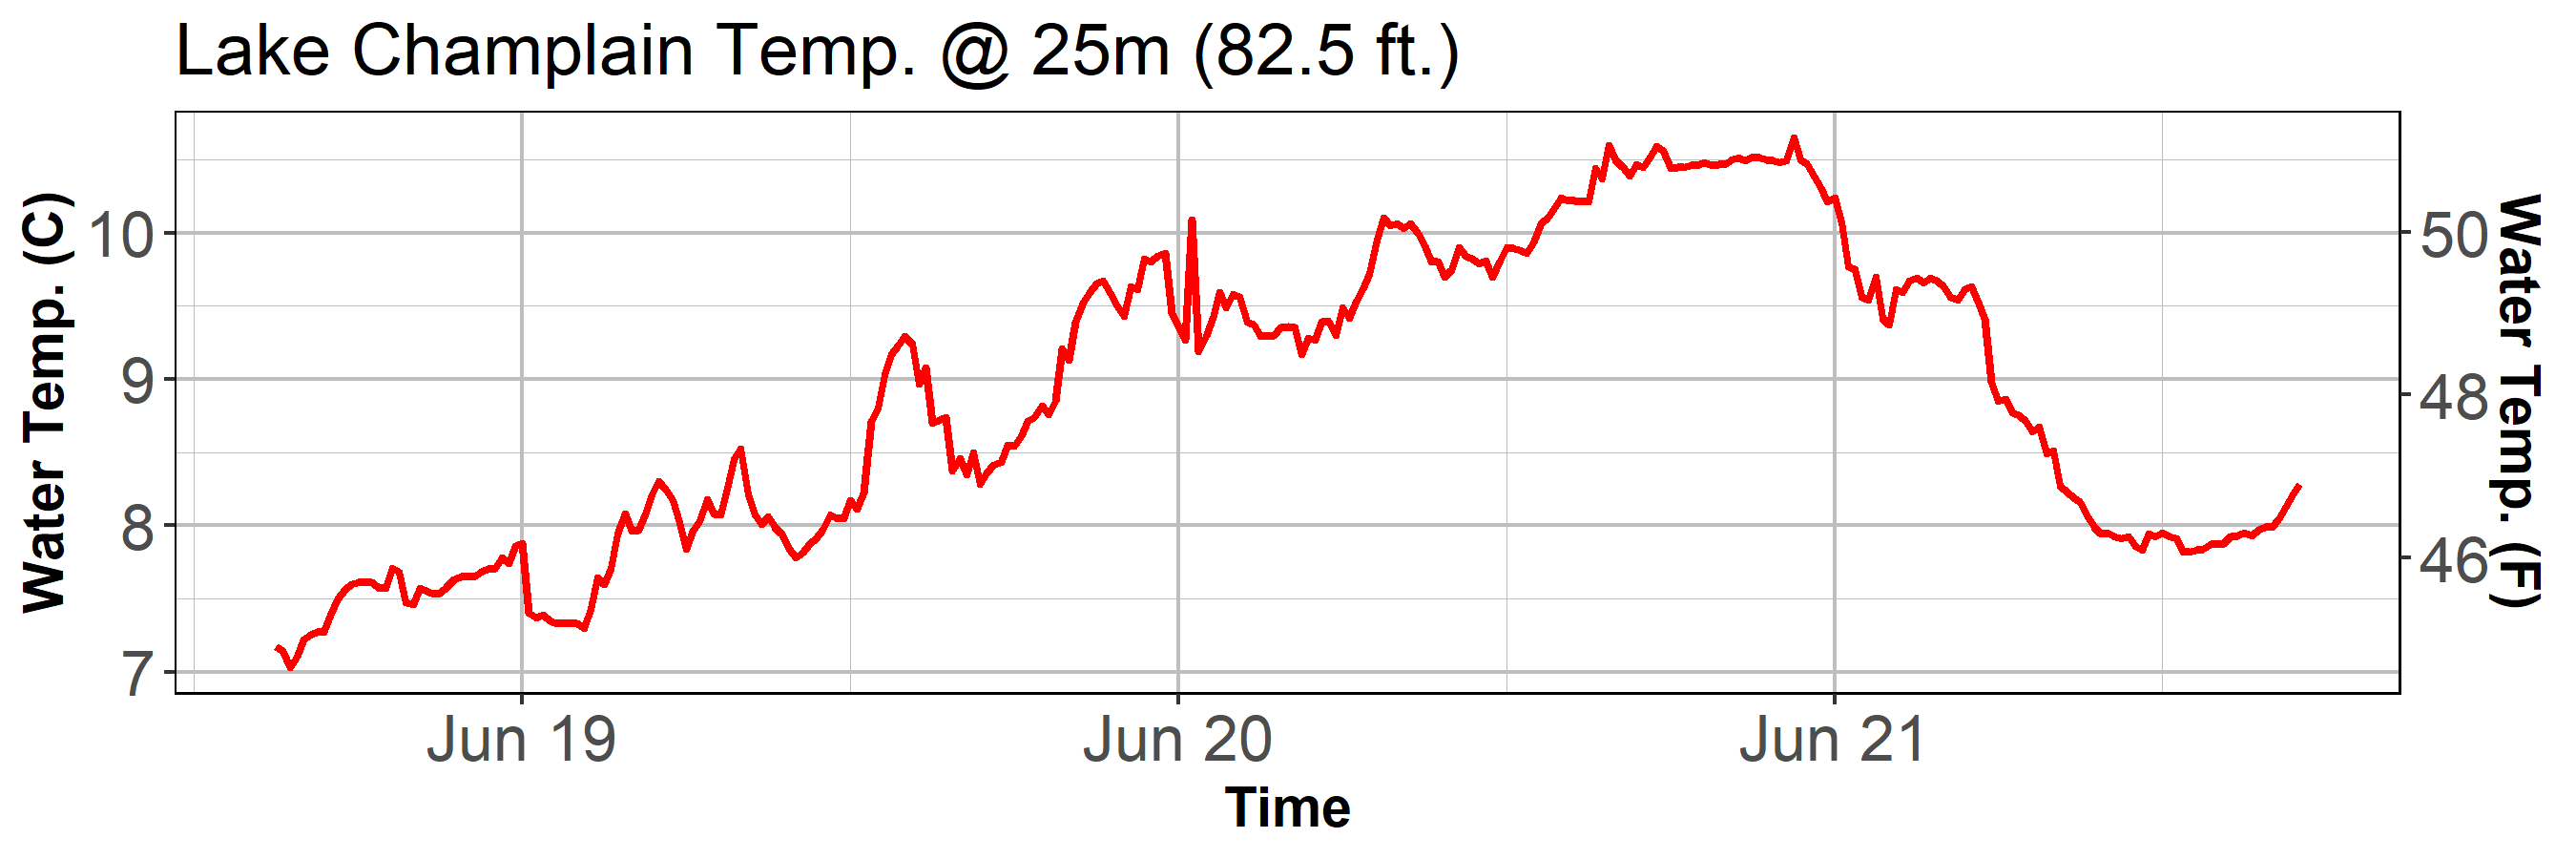 Lake Champlain Temp. @ 25m (82.5 ft.)
Water Temp. (C)
10
9
8
7
50
48
46
Water Temp. (F)
Jun 19
Jun 20
Jun 21
Time